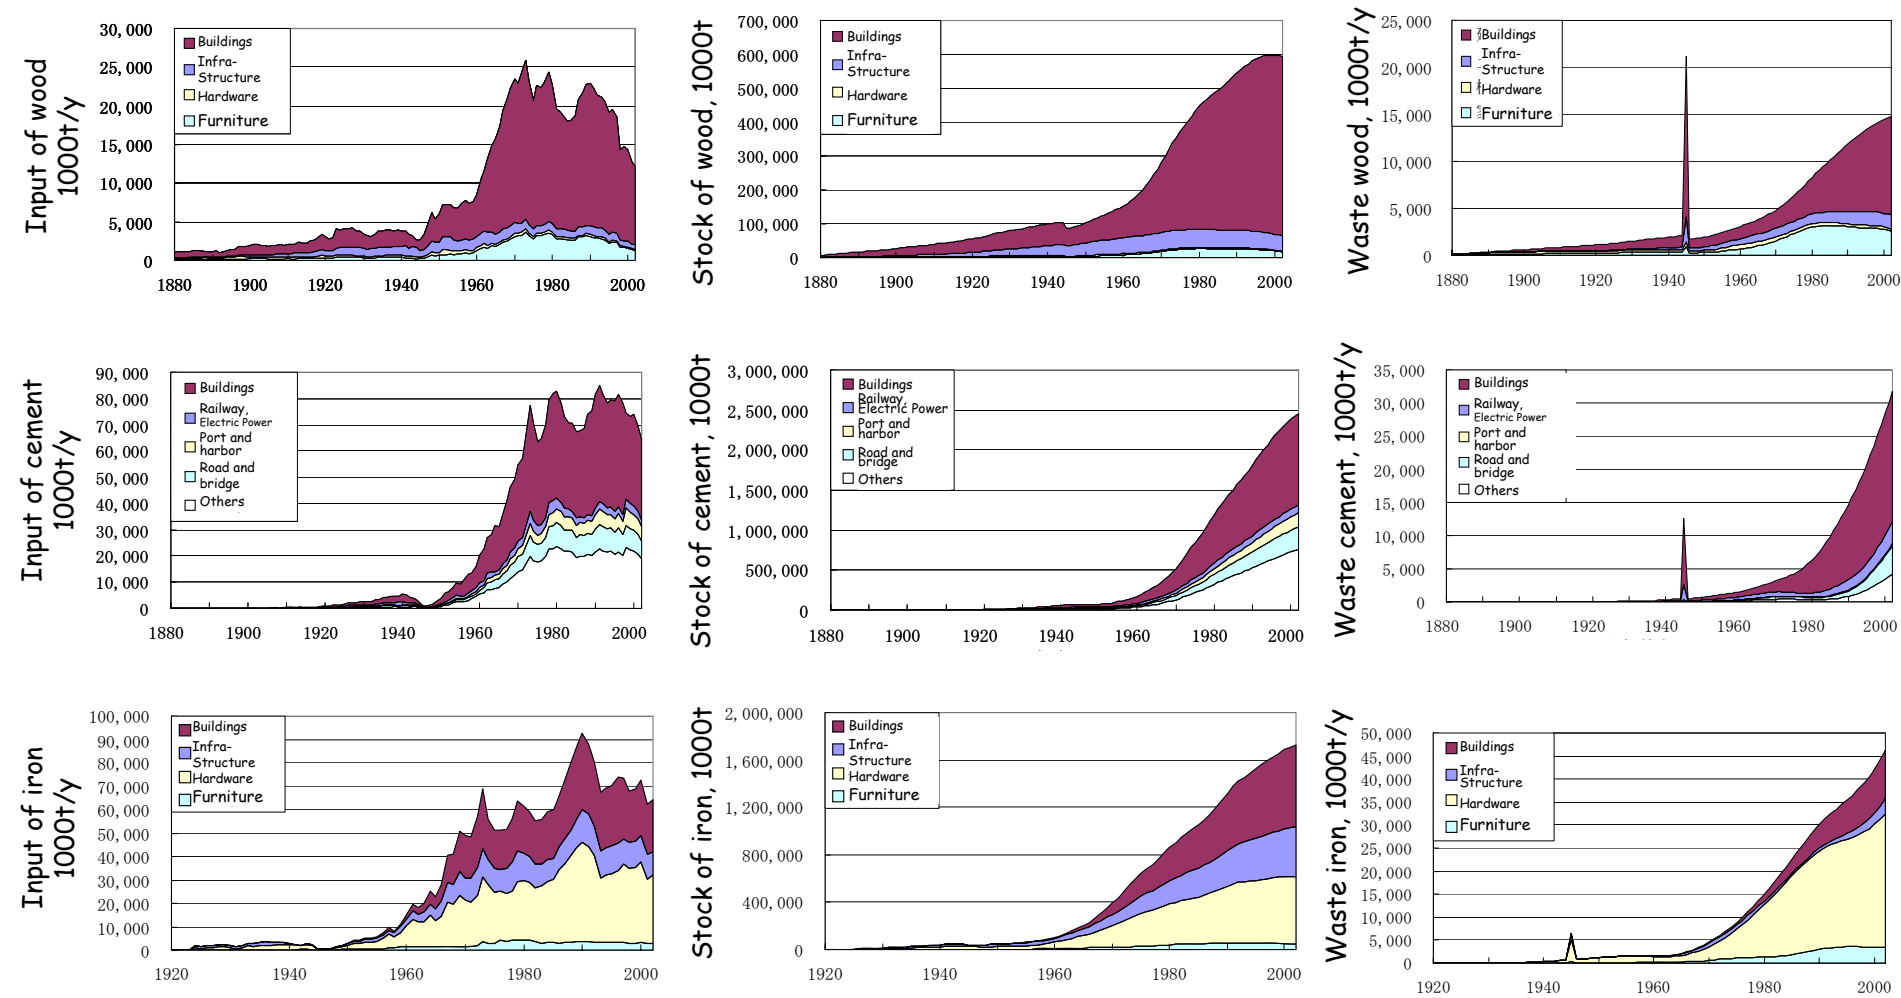 Input of wood
1000t/y
30,000
25,000
20,000
15,000
10,000
5,000
0
Buildings
Infra-
Structure
Hardware
Furniture
1880 1900 1920 1940 1960 1980 2000
Stock of wood, 1000t
700,000
600,000
500,000
400,000
300,000
200,000
100,000
0
Buildings
Infra-
Structure
Hardware
Furniture
1880 1900 1920 1940 1960 1980 2000
Waste wood, 1000t/y
25,000
20,000
15,000
10,000
5,000
0
Buildings
Infra-
Structure
Hardware
Furniture
1880 1900 1920 1940 1960 1980 2000
Input of cement
1000t/y
90,000
80,000
70,000
60,000
50,000
40,000
30,000
20,000
10,000
0
Buildings
Railway,
Electric Power
Port and
harbor
Road and
bridge
Others
1880 1900 1920 1940 1960 1980 2000
Stock of cement, 1000t
3,000,000
2,500,000
2,000,000
1,500,000
1,000,000
500,000
0
Buildings
Railway,
Electric Power
Port and
harbor
Road and
bridge
Others
1880 1900 1920 1940 1960 1980 2000
Waste cement, 1000t/y
35,000
30,000
25,000
20,000
15,000
10,000
5,000
0
Buildings
Railway,
Electric Power
Port and
harbor
Road and
bridge
Others
1880 1900 1920 1940 1960 1980 2000
Input of iron
1000t/y
100,000
90,000
80,000
70,000
60,000
50,000
40,000
30,000
20,000
10,000
0
Buildings
Infra-
Structure
Hardware
Furniture
1920 1940 1960 1980 2000
Stock of iron, 1000t
2,000,000
1,600,000
1,200,000
800,000
400,000
0
Buildings
Infra-
Structure
Hardware
Furniture
1920 1940 1960 1980 2000
Waste iron, 1000t/y
50,000
45,000
40,000
35,000
30,000
25,000
20,000
15,000
10,000
5,000
0
Buildings
Infra-
Structure
Hardware
Furniture
1920 1940 1960 1980 2000